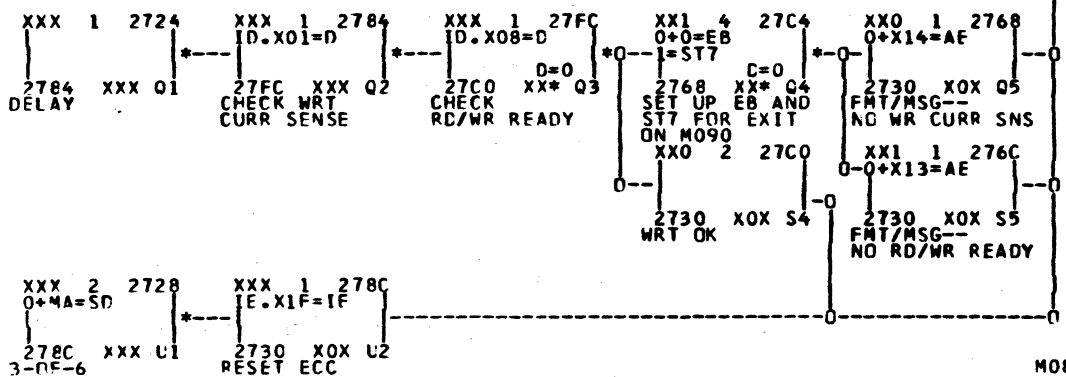 XXX 1 2724
2784 XXX Q1
DELAY
XXX 1 2784
ID.X01=D
27FC XXX Q2
CHECK WRT
CURR SENSE
XXX 1 27FC
ID.X08=D
D=0
27C0 XX* Q3
CHECK
RD/WR READY
XX1 4 27C4
0+0=EB
1=ST7
D=0
2768 XX* Q4
SET UP EB AND
ST7 FOR EXIT
ON M090
XX0 1 2768
0+X14=AE
2730 X0X Q5
FMT/MSG--
NO WR CURR SNS
XX0 2 27C0
2730 X0X S4
WRT OK
XX1 1 276C
0+X13=AE
2730 X0X S5
FMT/MSG--
NO RD/WR READY
XXX 2 2728
0+MA=SD
278C XXX U1
3-OF-6
XXX 1 278C
IE.X1F=IE
2730 X0X U2
RESET ECC